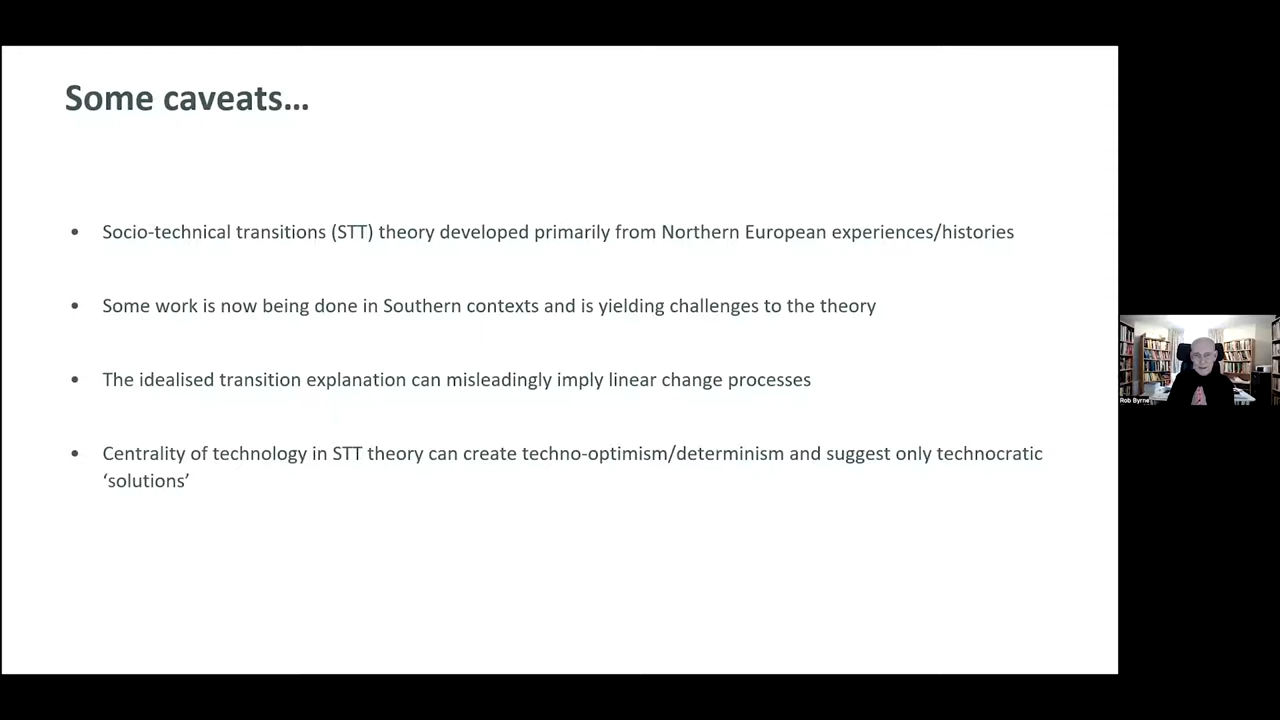 Some caveats…
• Socio-technical transitions (STT) theory developed primarily from Northern European experiences/histories
• Some work is now being done in Southern contexts and is yielding challenges to the theory
• The idealised transition explanation can misleadingly imply linear change processes
• Centrality of technology in STT theory can create techno-optimism/determinism and suggest only technocratic
‘solutions’
Rob Byrne